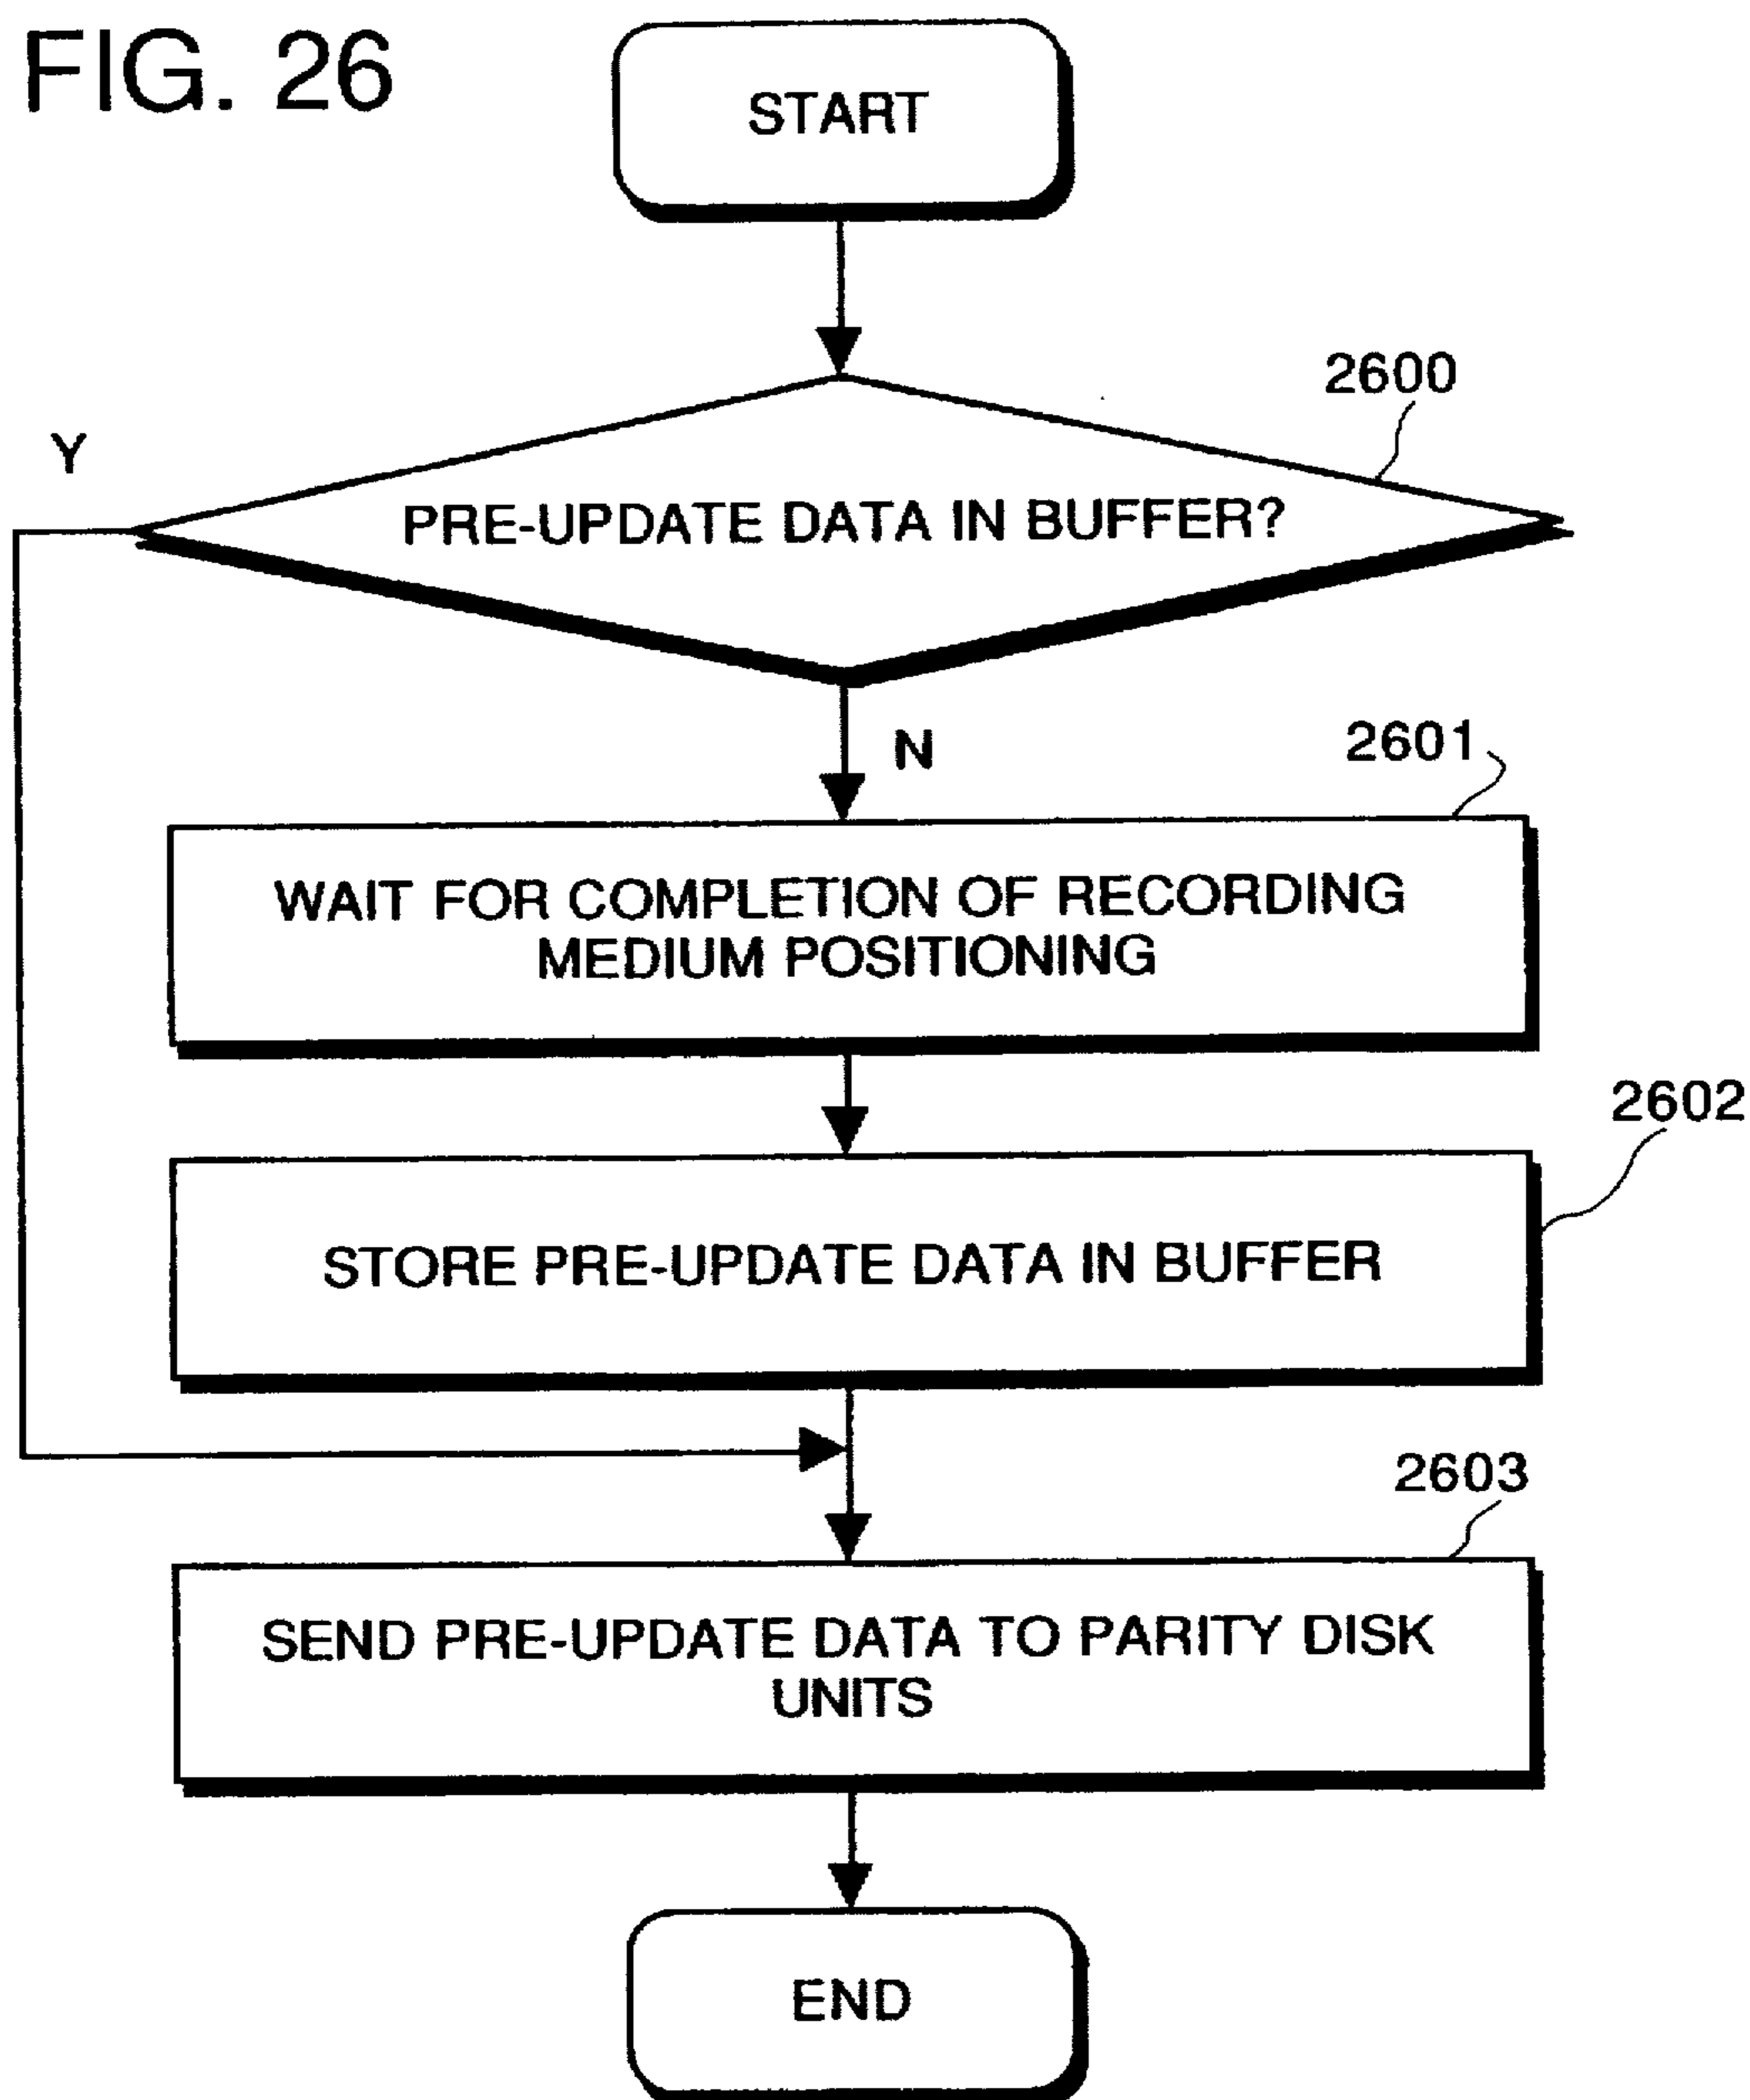 FIG. 26
START
2600
Y
PRE-UPDATE DATA IN BUFFER?
N
2601
WAIT FOR COMPLETION OF RECORDING
MEDIUM POSITIONING
2602
STORE PRE-UPDATE DATA IN BUFFER
2603
SEND PRE-UPDATE DATA TO PARITY DISK
UNITS
END